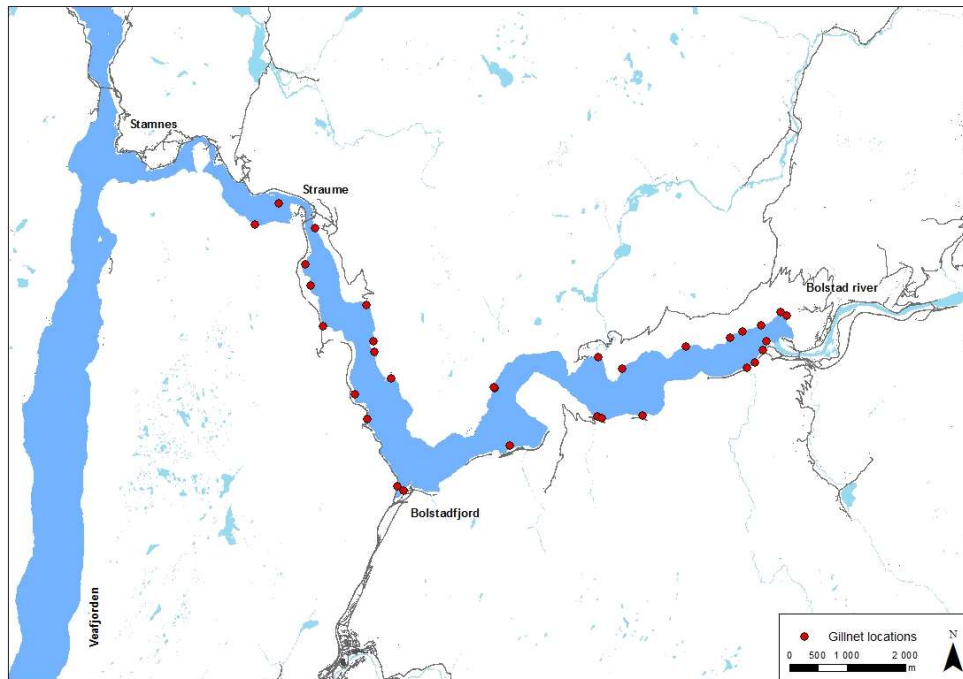 Stamnes
Straume
Bolstad river
Bolstadfjord
Veafjorden
Gillnet locations
N
0 500 1 000 2 000
m